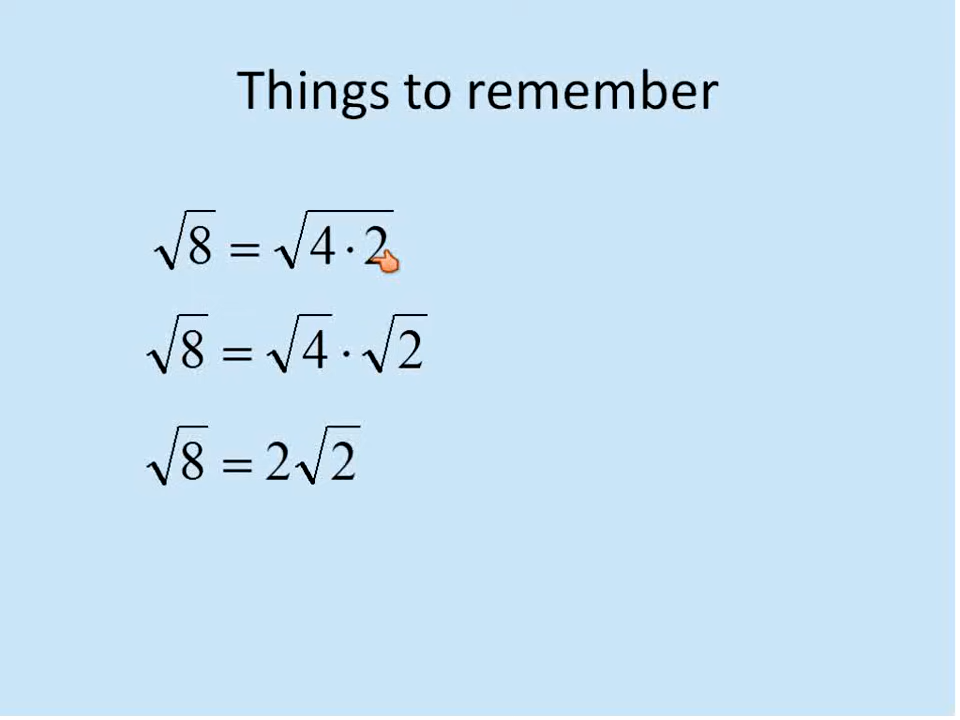 Things to remember
√8 = √4·2
√8 = √4 · √2
√8 = 2√2